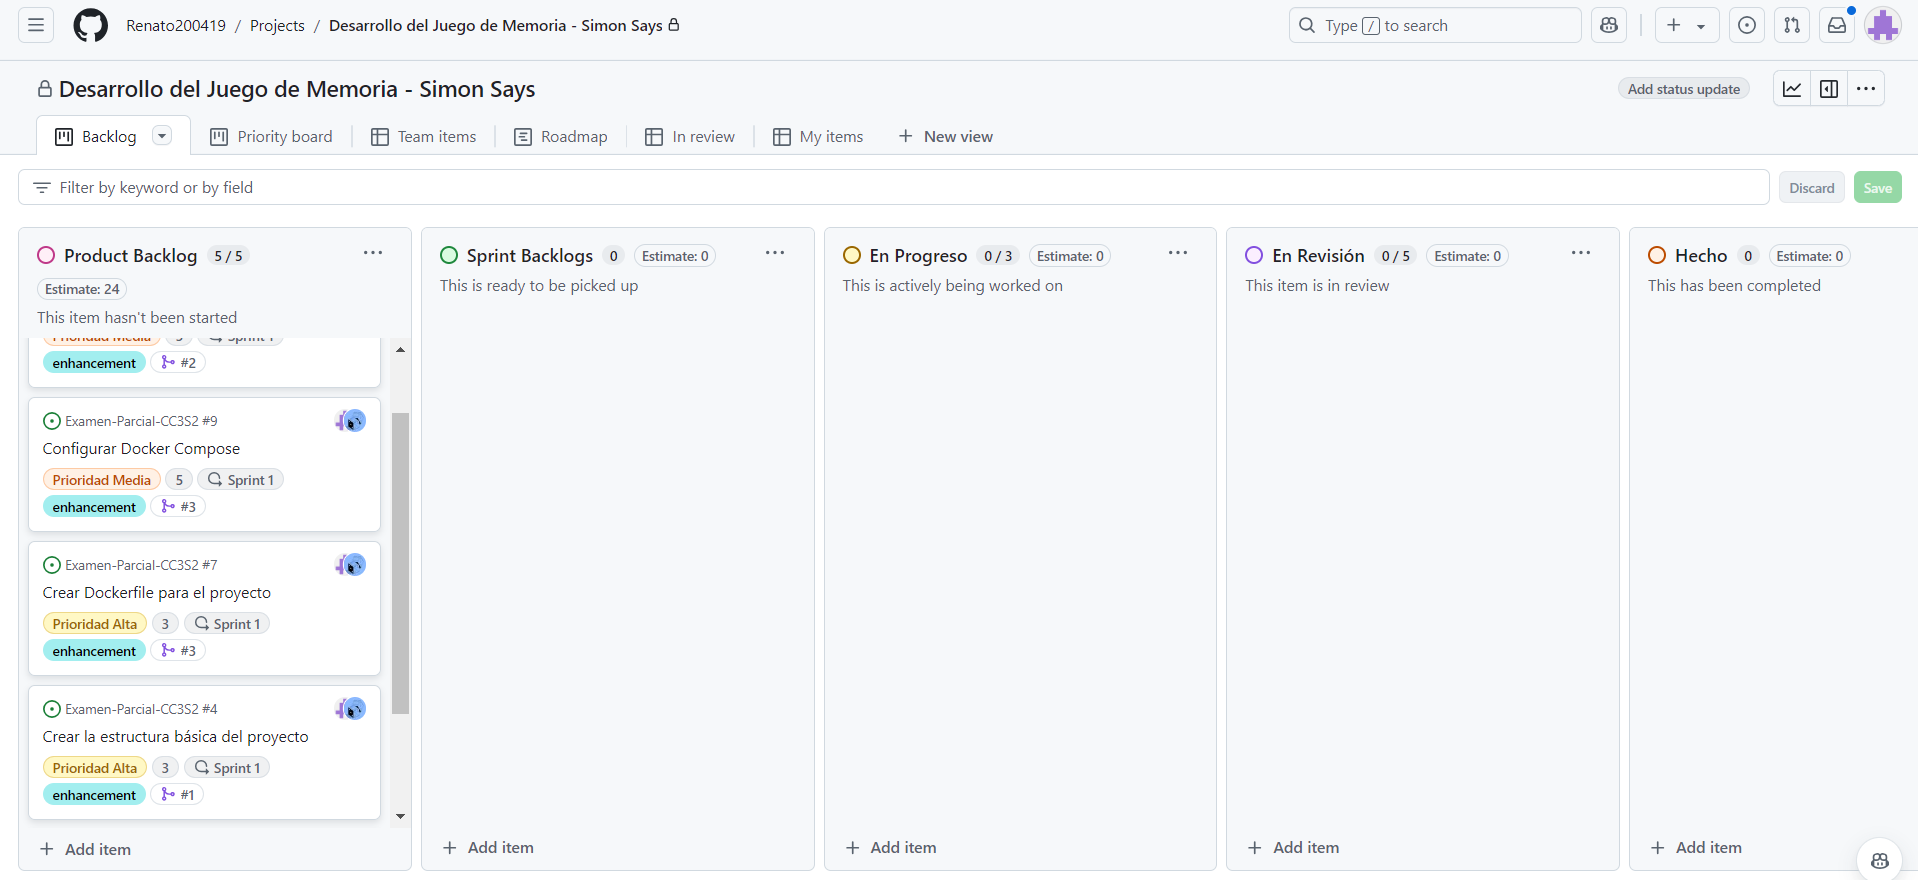 Renato200419 / Projects / Desarrollo del Juego de Memoria - Simon Says
Type / to search
Desarrollo del Juego de Memoria - Simon Says
Add status update
Backlog
Priority board
Team items
Roadmap
In review
My items
New view
Filter by keyword or by field
Discard
Save
Product Backlog 5 / 5
Estimate: 24
This item hasn't been started
Prioridad Media 5 Sprint 1
enhancement #2
Examen-Parcial-CC3S2 #9
Configurar Docker Compose
Prioridad Media 5 Sprint 1
enhancement #3
Examen-Parcial-CC3S2 #7
Crear Dockerfile para el proyecto
Prioridad Alta 3 Sprint 1
enhancement #3
Examen-Parcial-CC3S2 #4
Crear la estructura básica del proyecto
Prioridad Alta 3 Sprint 1
enhancement #1
Add item
Sprint Backlogs 0 Estimate: 0
This is ready to be picked up
Add item
En Progreso 0 / 3 Estimate: 0
This is actively being worked on
Add item
En Revisión 0 / 5 Estimate: 0
This item is in review
Add item
Hecho 0 Estimate: 0
This has been completed
Add item